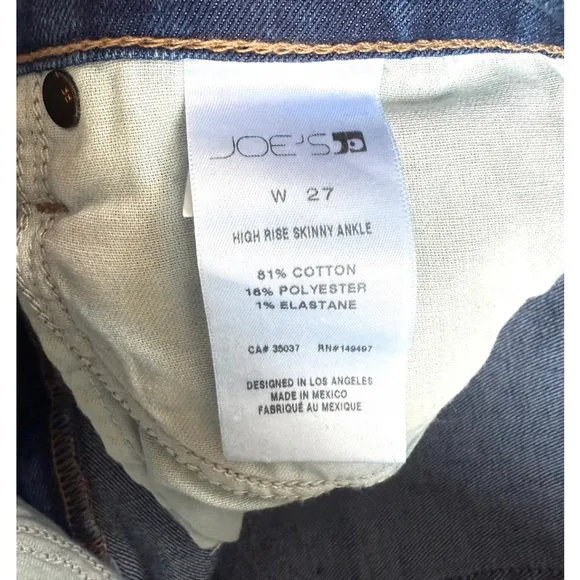 JOE'S
W 27
HIGH RISE SKINNY ANKLE
81% COTTON
18% POLYESTER
1% ELASTANE
CA# 35037 RN# 149497
DESIGNED IN LOS ANGELES
MADE IN MEXICO
FABRIQUÉ AU MEXIQUE